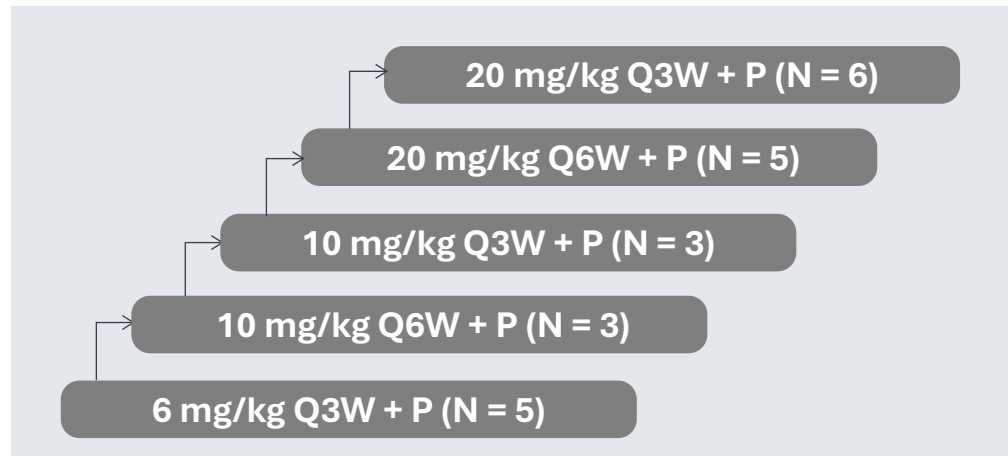 20 mg/kg Q3W + P (N = 6)
20 mg/kg Q6W + P (N = 5)
10 mg/kg Q3W + P (N = 3)
10 mg/kg Q6W + P (N = 3)
6 mg/kg Q3W + P (N = 5)